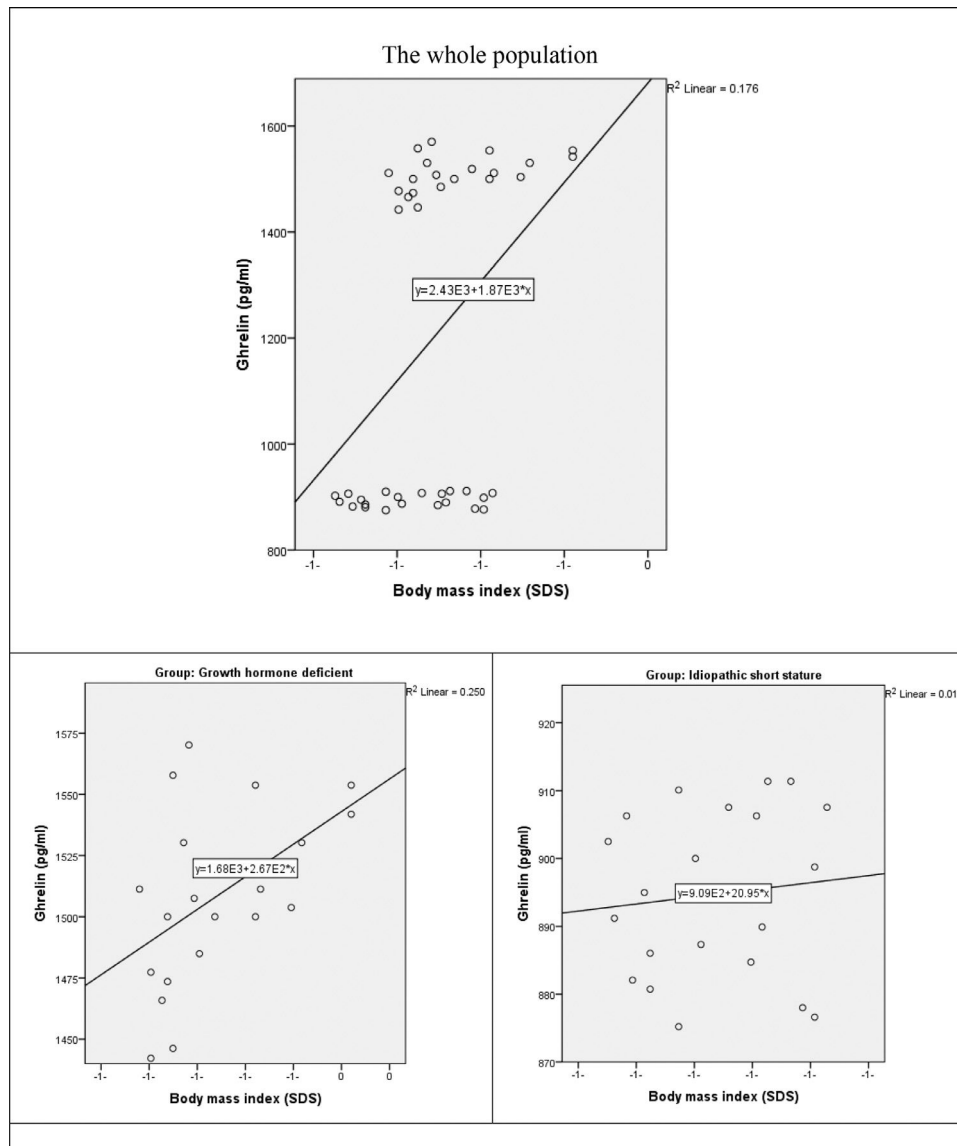 The whole population
R² Linear = 0.176
1600
1400
1200
1000
800
Ghrelin (pg/ml)
y=2.43E3+1.87E3*x
-1- -1- -1- -1- 0
Body mass index (SDS)
Group: Growth hormone deficient
R² Linear = 0.250
1575
1550
1525
1500
1475
1450
Ghrelin (pg/ml)
y=1.68E3+2.67E2*x
-1- -1- -1- -1- -1- 0 0
Body mass index (SDS)
Group: Idiopathic short stature
R² Linear = 0.01
920
910
900
890
880
870
Ghrelin (pg/ml)
y=9.09E2+20.95*x
-1- -1- -1- -1- -1- -1-
Body mass index (SDS)